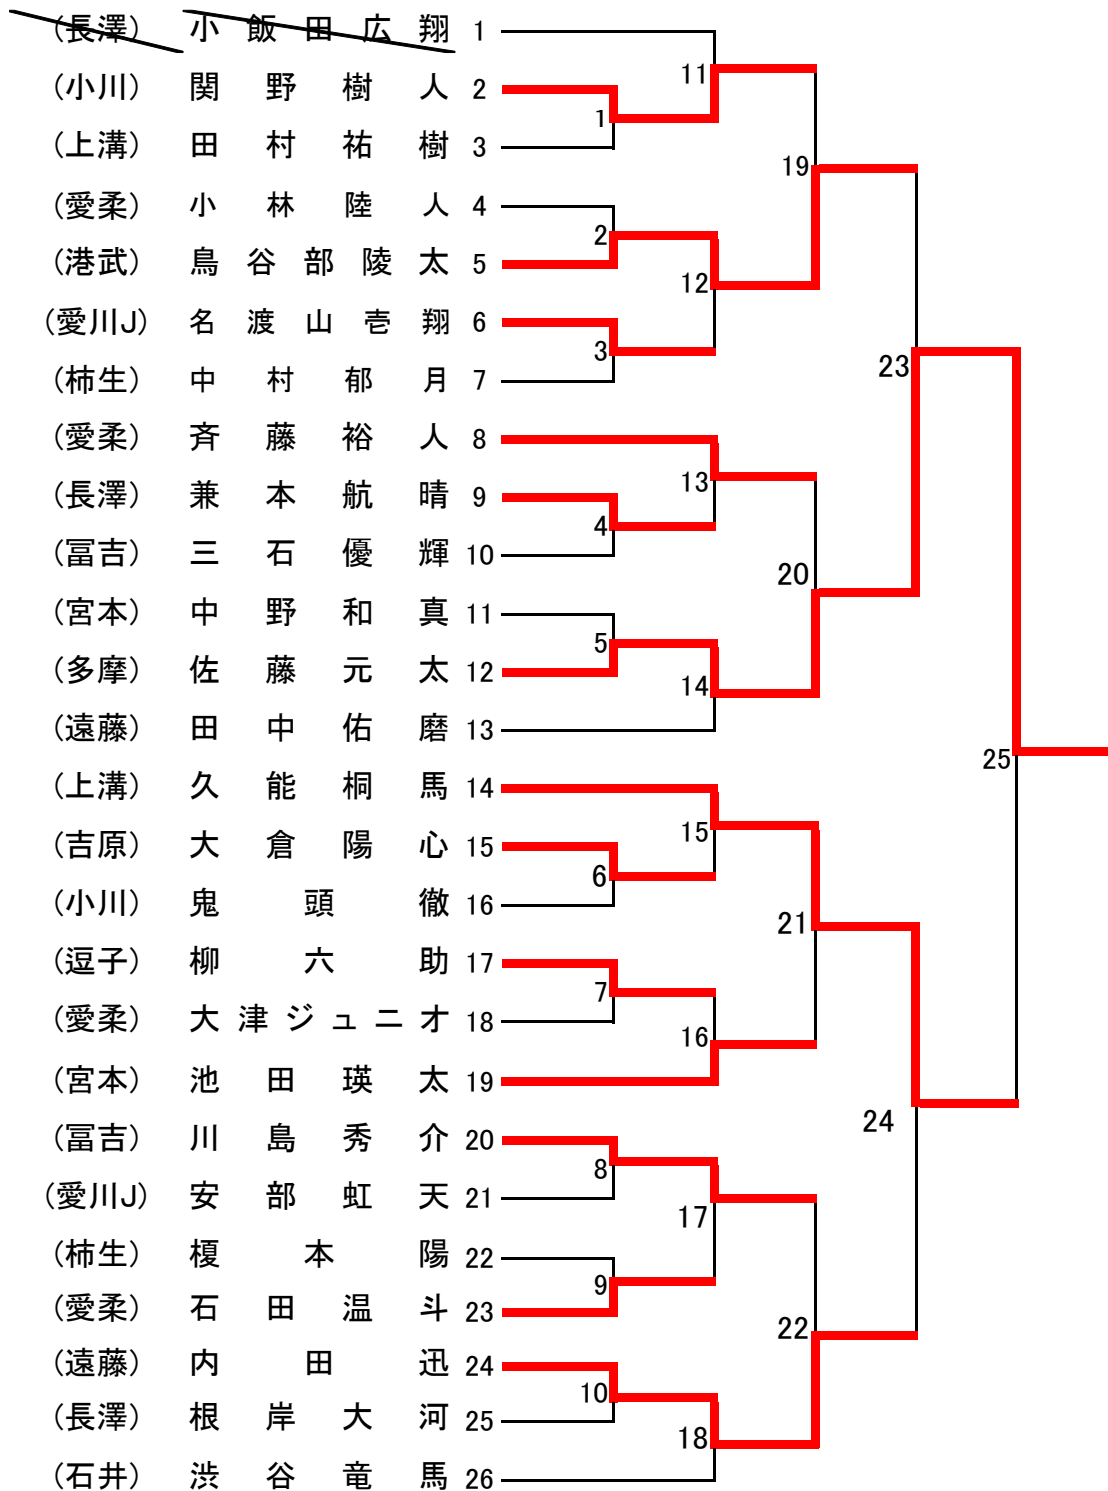 (長澤) 小飯田広翔 1
11
(小川) 関野樹人 2
1
(上溝) 田村祐樹 3
19
(愛柔) 小林陸人 4
2
(港武) 鳥谷部陵太 5
12
(愛川J) 名渡山壱翔 6
3
23
(柿生) 中村郁月 7
(愛柔) 斉藤裕人 8
13
(長澤) 兼本航晴 9
4
(冨吉) 三石優輝 10
20
(宮本) 中野和真 11
5
(多摩) 佐藤元太 12
14
(遠藤) 田中佑磨 13
25
(上溝) 久能桐馬 14
15
(吉原) 大倉陽心 15
6
(小川) 鬼頭徹 16
21
(逗子) 柳六助 17
7
(愛柔) 大津ジュニオ 18
16
(宮本) 池田瑛太 19
24
(冨吉) 川島秀介 20
8
(愛川J) 安部虹天 21
17
(柿生) 榎本陽 22
9
(愛柔) 石田温斗 23
22
(遠藤) 内田迅 24
10
(長澤) 根岸大河 25
18
(石井) 渋谷竜馬 26